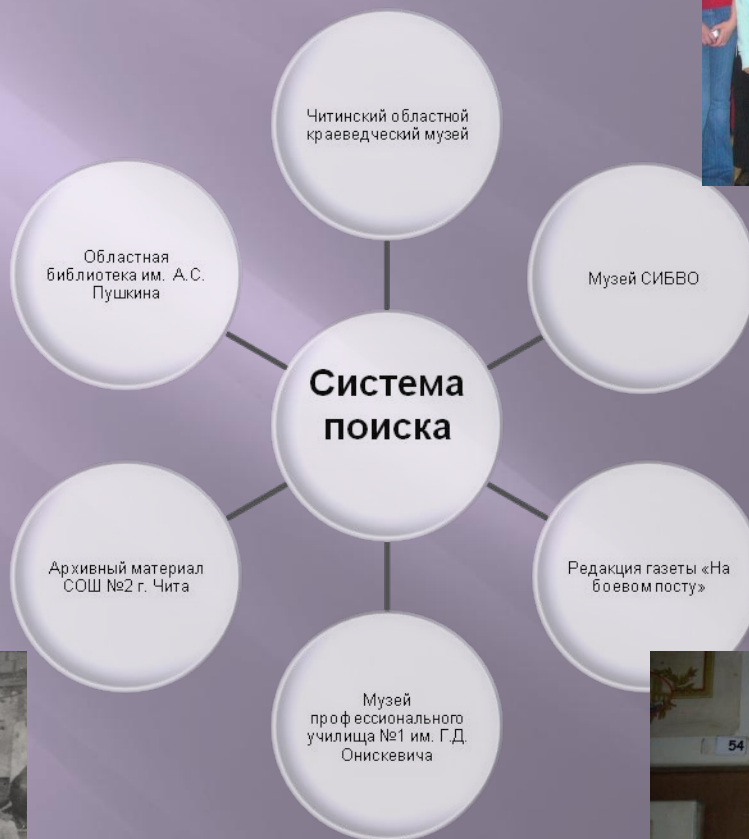 Читинский областной
краеведческий музей
Областная
библиотека им. А.С.
Пушкина
Музей СИБВО
Система
поиска
Архивный материал
СОШ №2 г. Чита
Редакция газеты «На
боевом посту»
Музей
профессионального
училища №1 им. Г.Д.
Онискевича
54